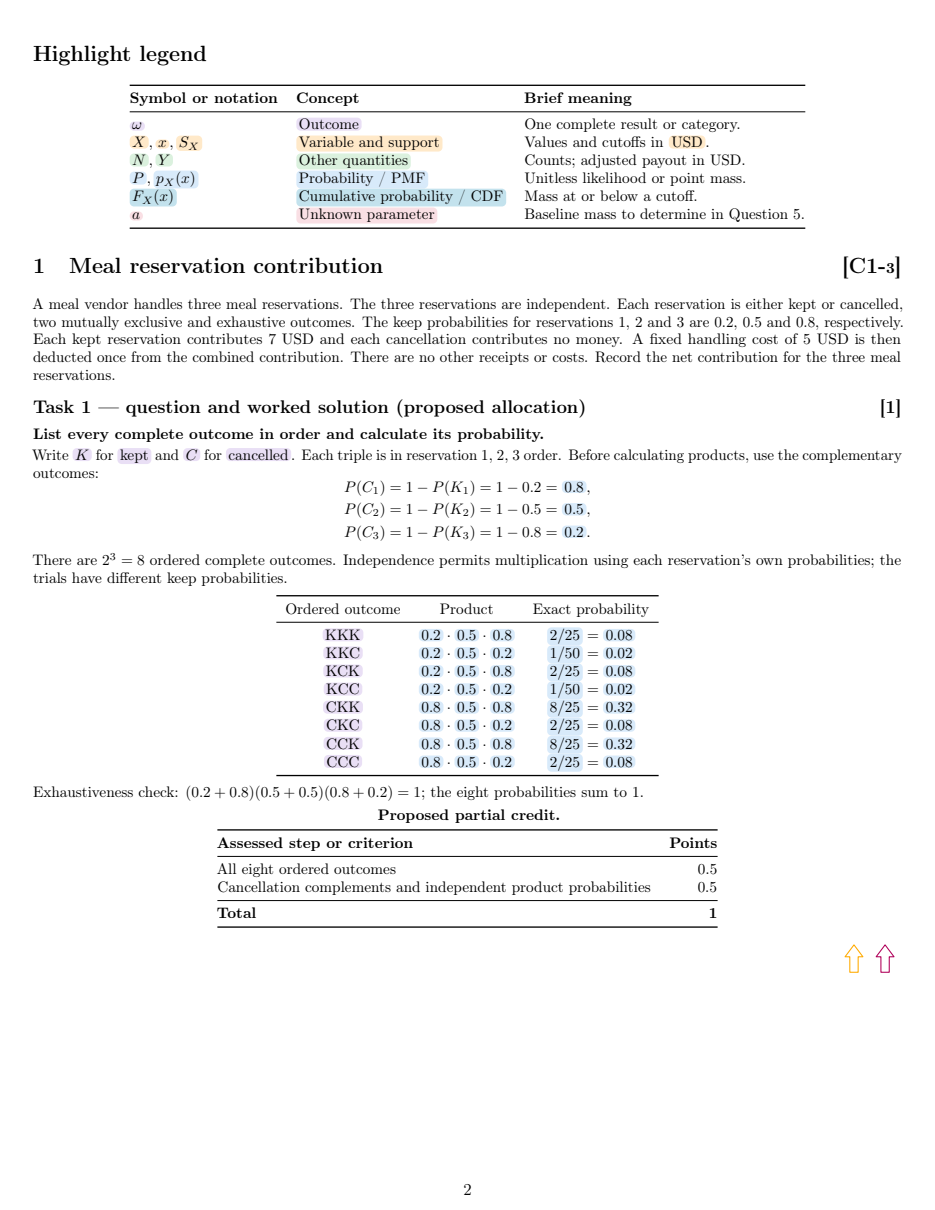 Highlight legend
Symbol or notation Concept Brief meaning
ω Outcome One complete result or category.
X, x, S_X Variable and support Values and cutoffs in USD.
N, Y Other quantities Counts; adjusted payout in USD.
P, p_X(x) Probability / PMF Unitless likelihood or point mass.
F_X(x) Cumulative probability / CDF Mass at or below a cutoff.
a Unknown parameter Baseline mass to determine in Question 5.
1 Meal reservation contribution [C1-3]
A meal vendor handles three meal reservations. The three reservations are independent. Each reservation is either kept or cancelled,
two mutually exclusive and exhaustive outcomes. The keep probabilities for reservations 1, 2 and 3 are 0.2, 0.5 and 0.8, respectively.
Each kept reservation contributes 7 USD and each cancellation contributes no money. A fixed handling cost of 5 USD is then
deducted once from the combined contribution. There are no other receipts or costs. Record the net contribution for the three meal
reservations.
Task 1 — question and worked solution (proposed allocation) [1]
List every complete outcome in order and calculate its probability.
Write K for kept and C for cancelled. Each triple is in reservation 1, 2, 3 order. Before calculating products, use the complementary
outcomes:
P(C₁) = 1 − P(K₁) = 1 − 0.2 = 0.8,
P(C₂) = 1 − P(K₂) = 1 − 0.5 = 0.5,
P(C₃) = 1 − P(K₃) = 1 − 0.8 = 0.2.
There are 2³ = 8 ordered complete outcomes. Independence permits multiplication using each reservation's own probabilities; the
trials have different keep probabilities.
Ordered outcome Product Exact probability
KKK 0.2 · 0.5 · 0.8 2/25 = 0.08
KKC 0.2 · 0.5 · 0.2 1/50 = 0.02
KCK 0.2 · 0.5 · 0.8 2/25 = 0.08
KCC 0.2 · 0.5 · 0.2 1/50 = 0.02
CKK 0.8 · 0.5 · 0.8 8/25 = 0.32
CKC 0.8 · 0.5 · 0.2 2/25 = 0.08
CCK 0.8 · 0.5 · 0.8 8/25 = 0.32
CCC 0.8 · 0.5 · 0.2 2/25 = 0.08
Exhaustiveness check: (0.2 + 0.8)(0.5 + 0.5)(0.8 + 0.2) = 1; the eight probabilities sum to 1.
Proposed partial credit.
Assessed step or criterion Points
All eight ordered outcomes 0.5
Cancellation complements and independent product probabilities 0.5
Total 1
2